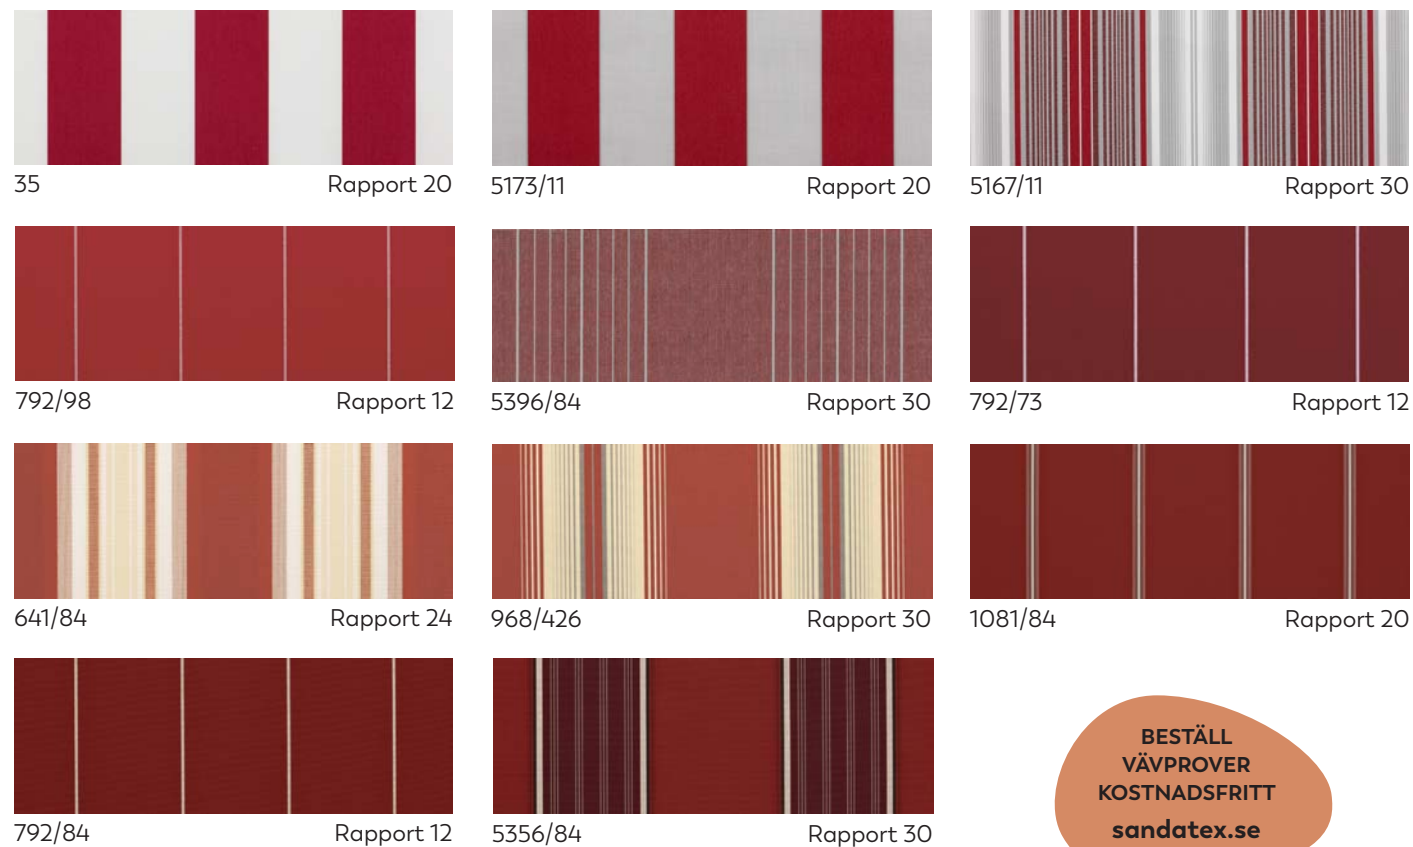 35 Rapport 20
5173/11 Rapport 20
5167/11 Rapport 30
792/98 Rapport 12
5396/84 Rapport 30
792/73 Rapport 12
641/84 Rapport 24
968/426 Rapport 30
1081/84 Rapport 20
792/84 Rapport 12
5356/84 Rapport 30
BESTÄLL
VÄVPROVER
KOSTNADSFRITT
sandatex.se